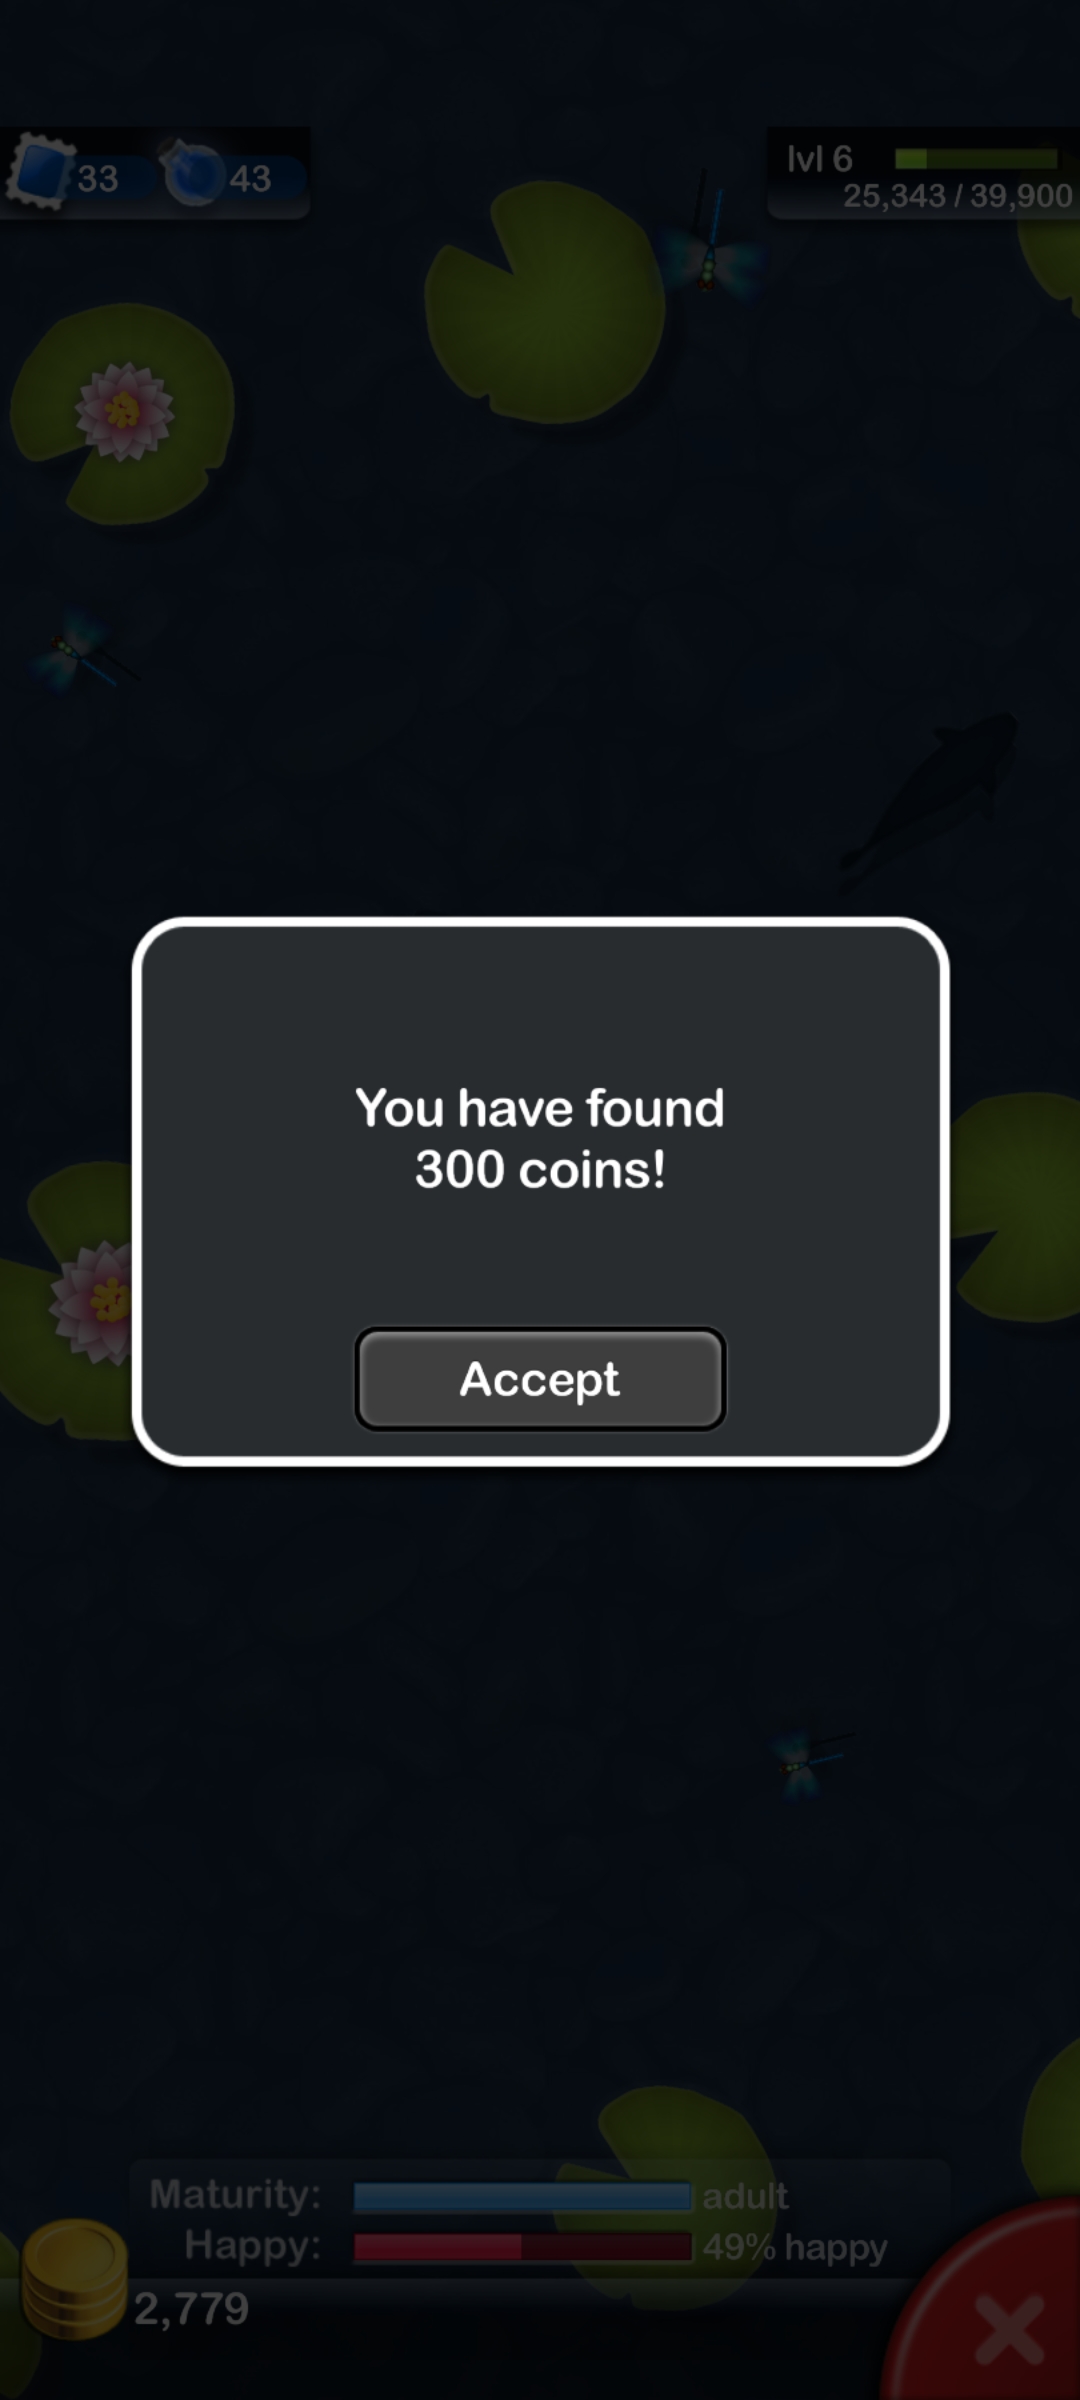 33 43
lvl 6
25,343 / 39,900
You have found
300 coins!
Accept
Maturity: adult
Happy: 49% happy
2,779